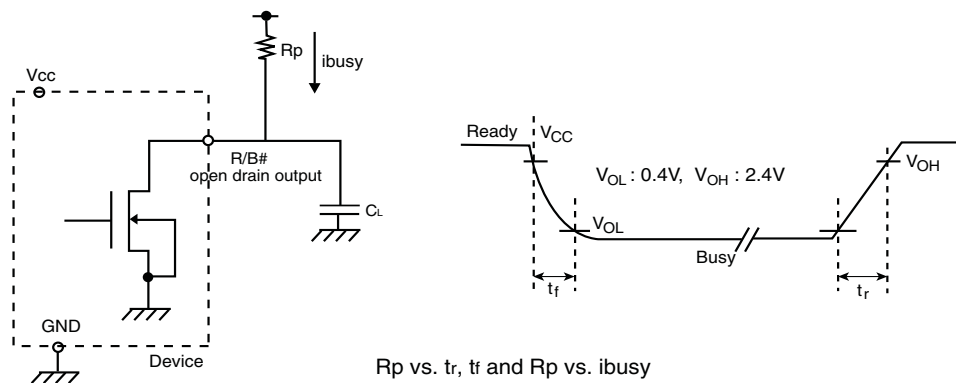 Rp
ibusy
Vcc
R/B#
open drain output
CL
GND
Device
Ready
VCC
VOL : 0.4V, VOH : 2.4V
VOH
VOL
Busy
tf
tr
Rp vs. tr, tf and Rp vs. ibusy